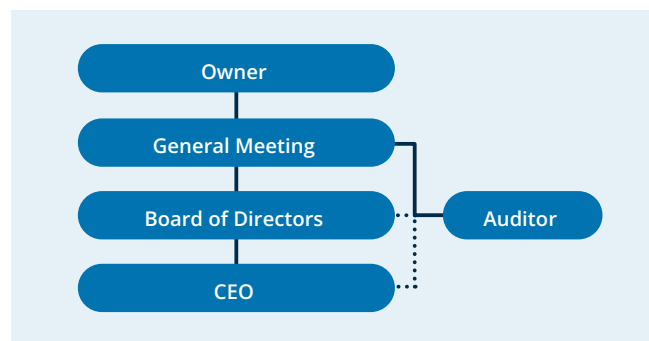 Owner
General Meeting
Board of Directors
Auditor
CEO